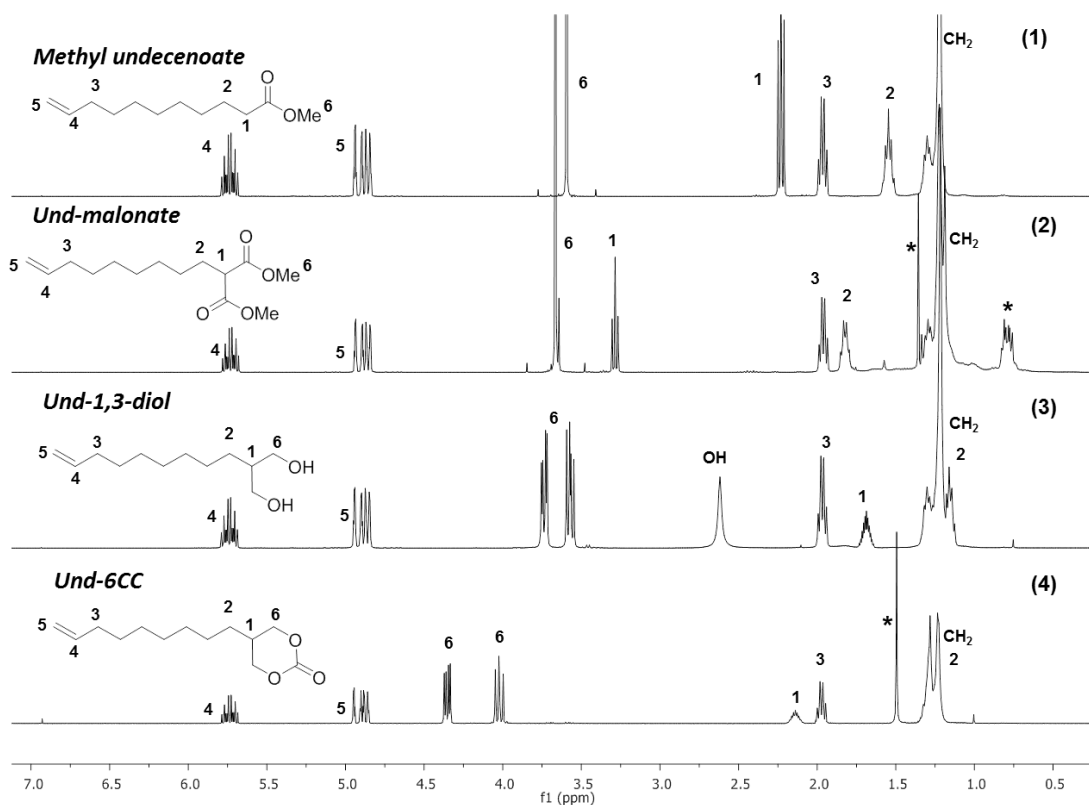 Methyl undecenoate
(1)
CH2
3
2
O
5
4
1
OMe
6
4
5
6
1
3
2
Und-malonate
(2)
CH2
3
2
1
O
5
4
OMe
6
O
OMe
4
5
6
1
3
2
*
*
Und-1,3-diol
(3)
CH2
2
3
2
1
6
5
4
OH
OH
4
5
6
OH
3
1
Und-6CC
(4)
CH2
2
3
2
1
6
5
4
O
O
O
4
5
6
6
1
3
*
7.0 6.5 6.0 5.5 5.0 4.5 4.0 3.5 3.0 2.5 2.0 1.5 1.0 0.5
f1 (ppm)